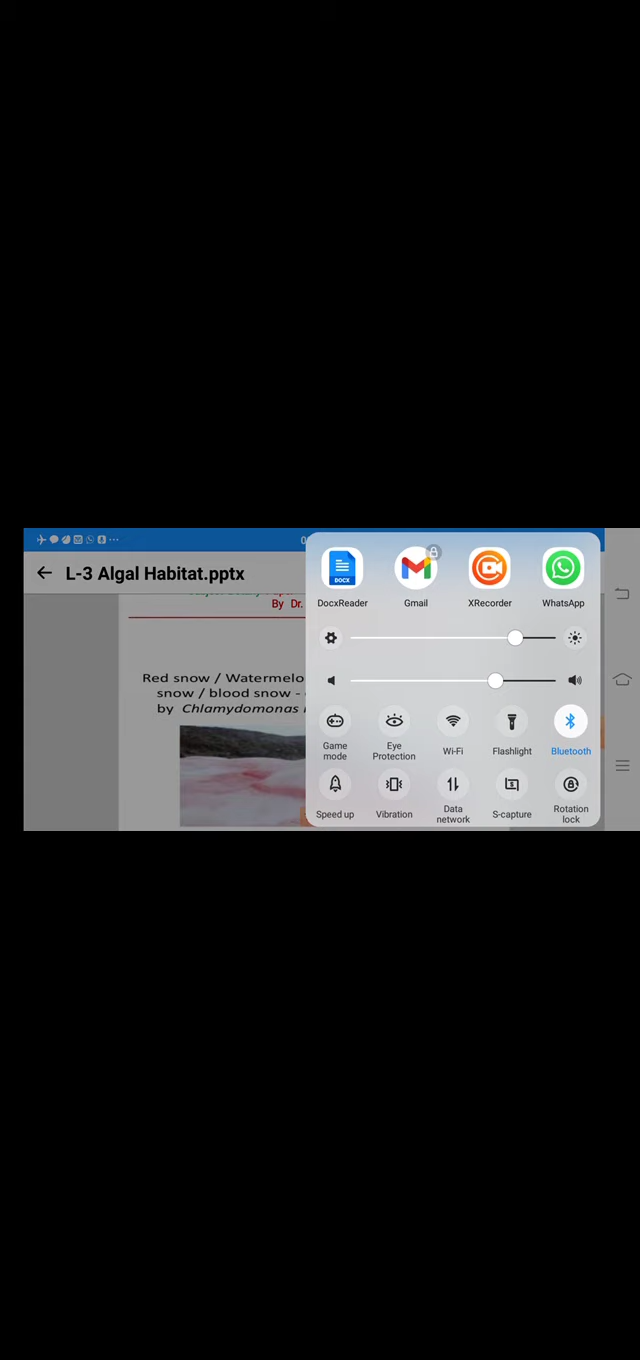 L-3 Algal Habitat.pptx
By Dr.
Red snow / Watermelo
snow / blood snow -
by Chlamydomonas
DOCX
DocxReader
Gmail
XRecorder
WhatsApp
Game mode
Eye Protection
Wi-Fi
Flashlight
Bluetooth
Speed up
Vibration
Data network
S-capture
Rotation lock